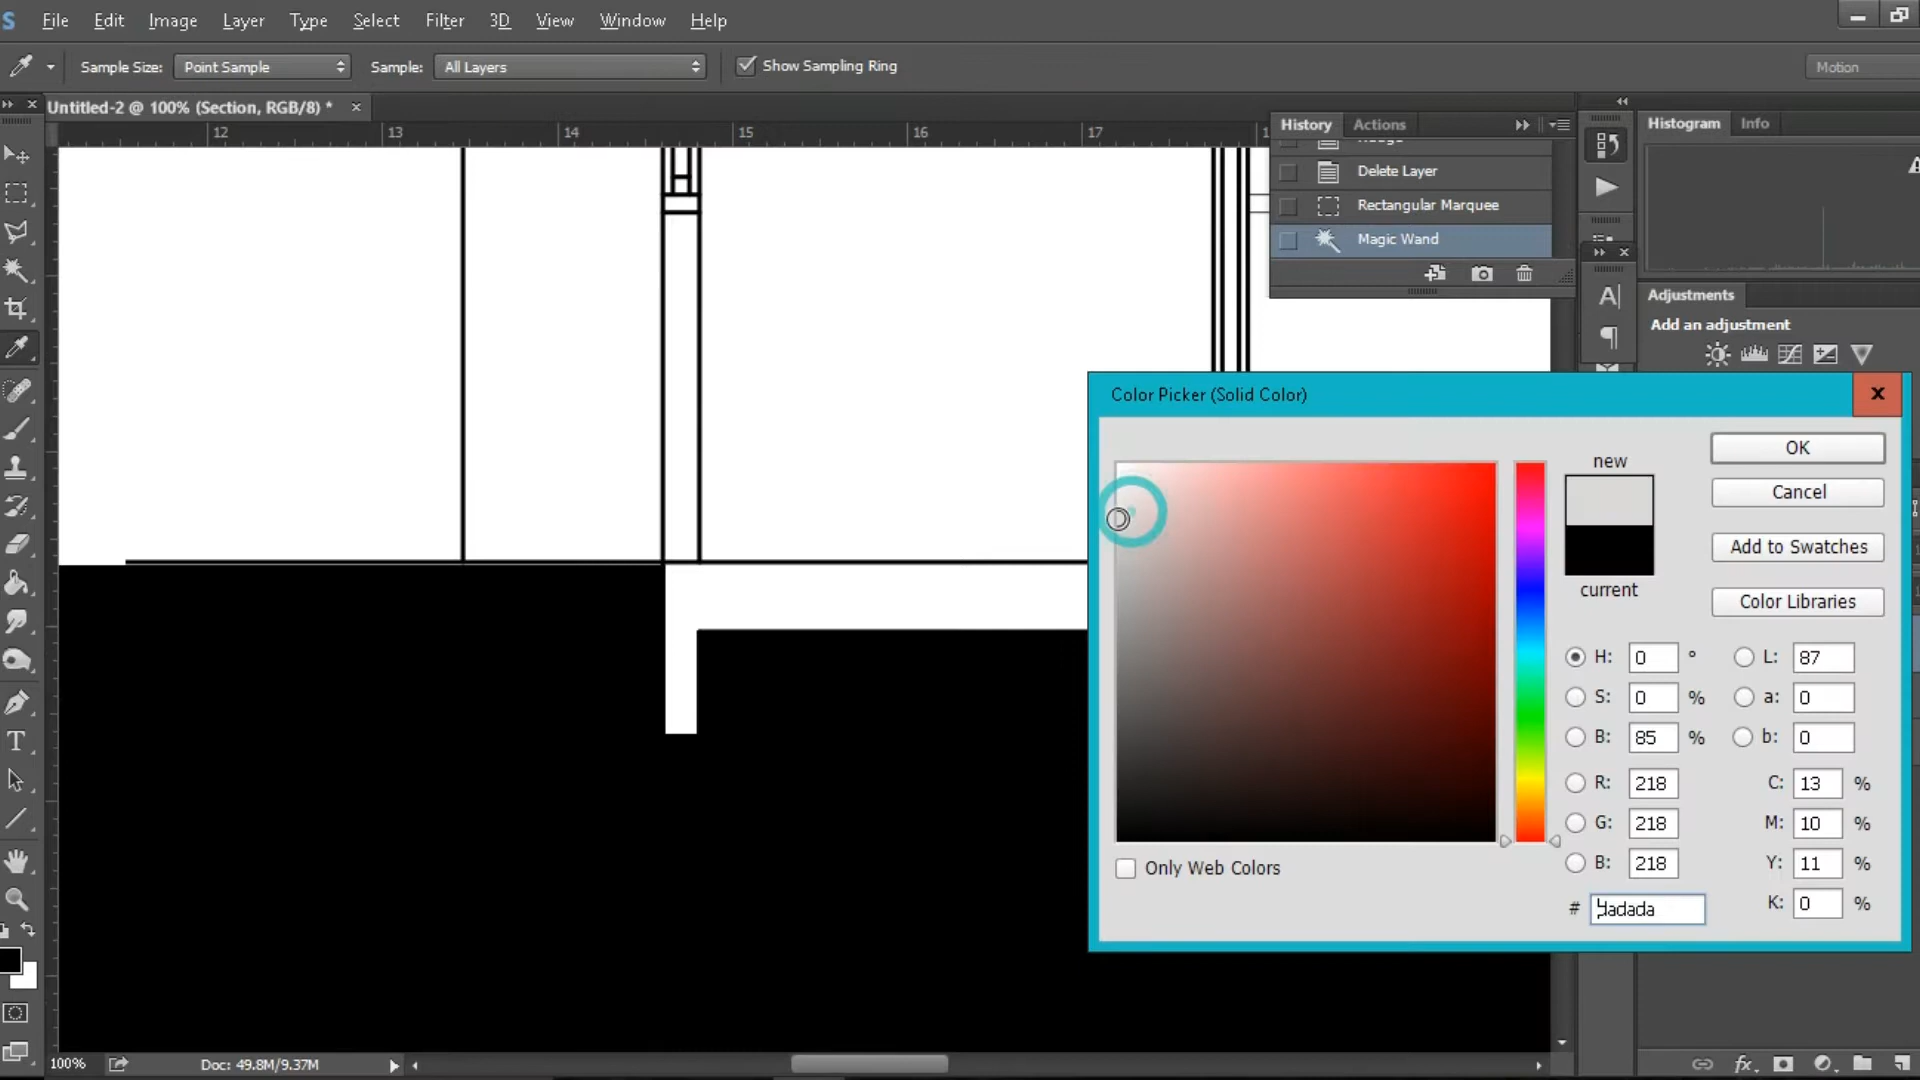 File Edit Image Layer Type Select Filter 3D View Window Help
Sample Size: Point Sample Sample: All Layers Show Sampling Ring Motion
Untitled-2 @ 100% (Section, RGB/8) *
12 13 14 15 16 17
History Actions
Delete Layer
Rectangular Marquee
Magic Wand
Histogram Info
Adjustments
Add an adjustment
Color Picker (Solid Color)
new
current
OK
Cancel
Add to Swatches
Color Libraries
H: 0 ° L: 87
S: 0 % a: 0
B: 85 % b: 0
R: 218 C: 13 %
G: 218 M: 10 %
B: 218 Y: 11 %
# dadada K: 0 %
Only Web Colors
100% Doc: 49.8M/9.37M